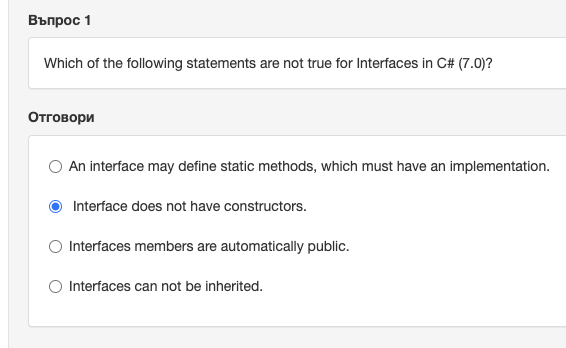 Въпрос 1
Which of the following statements are not true for Interfaces in C# (7.0)?
Отговори
An interface may define static methods, which must have an implementation.
Interface does not have constructors.
Interfaces members are automatically public.
Interfaces can not be inherited.